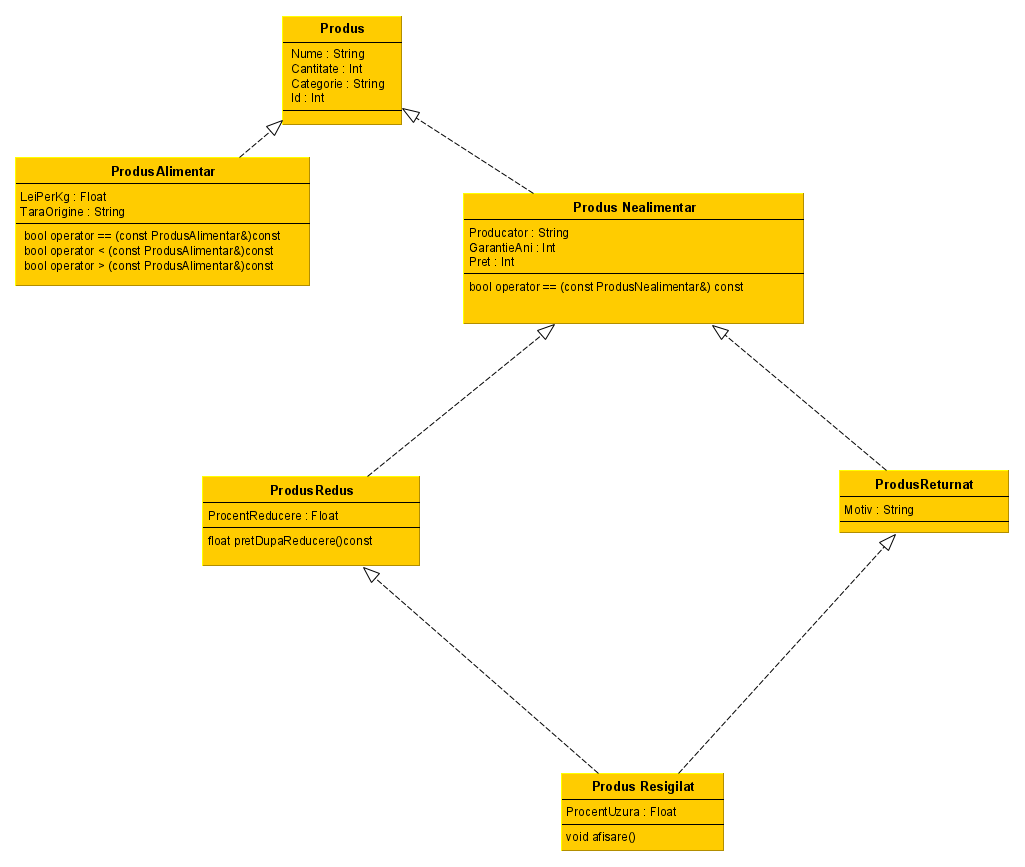 Produs
Nume : String
Cantitate : Int
Categorie : String
Id : Int
ProdusAlimentar
LeiPerKg : Float
TaraOrigine : String
bool operator == (const ProdusAlimentar&)const
bool operator < (const ProdusAlimentar&)const
bool operator > (const ProdusAlimentar&)const
Produs Nealimentar
Producator : String
GarantieAni : Int
Pret : Int
bool operator == (const ProdusNealimentar&) const
ProdusRedus
ProcentReducere : Float
float pretDupaReducere()const
ProdusReturnat
Motiv : String
Produs Resigilat
ProcentUzura : Float
void afisare()